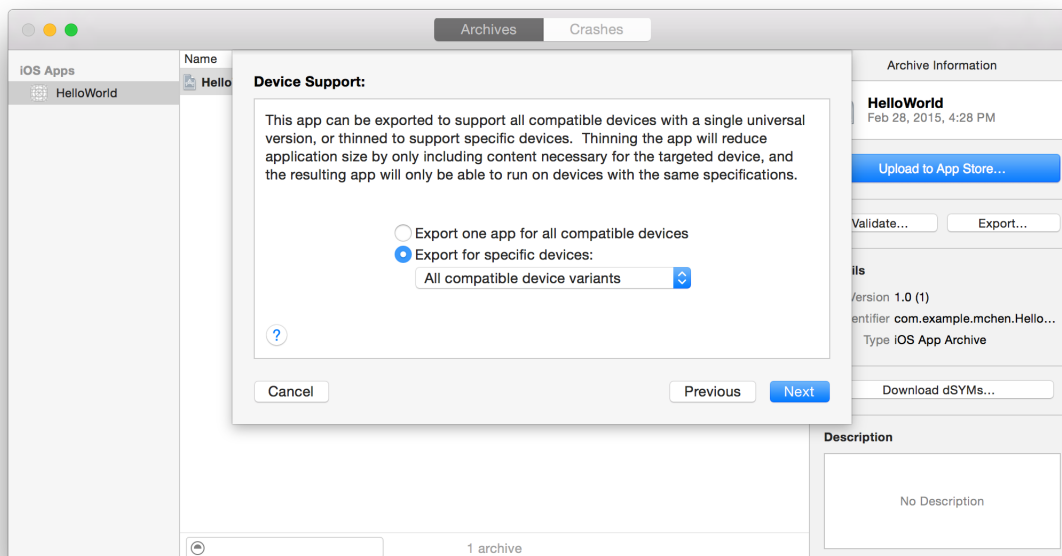 Archives
Crashes
iOS Apps
HelloWorld
Name
Hello
Device Support:
This app can be exported to support all compatible devices with a single universal
version, or thinned to support specific devices.  Thinning the app will reduce
application size by only including content necessary for the targeted device, and
the resulting app will only be able to run on devices with the same specifications.
Export one app for all compatible devices
Export for specific devices:
All compatible device variants
?
Cancel
Previous
Next
1 archive
Archive Information
HelloWorld
Feb 28, 2015, 4:28 PM
Upload to App Store...
Validate...
Export...
ils
Version 1.0 (1)
entifier com.example.mchen.Hello...
Type iOS App Archive
Download dSYMs...
Description
No Description